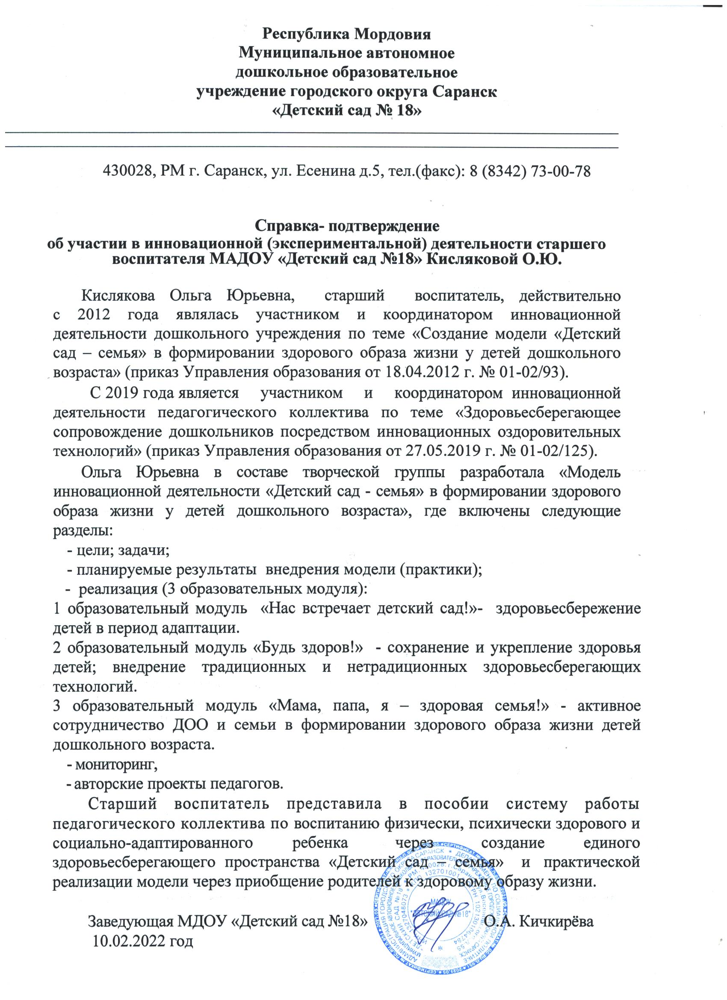 Республика Мордовия
Муниципальное автономное
дошкольное образовательное
учреждение городского округа Саранск
«Детский сад № 18»
430028, РМ г. Саранск, ул. Есенина д.5, тел.(факс): 8 (8342) 73-00-78
Справка- подтверждение
об участии в инновационной (экспериментальной) деятельности старшего
воспитателя МАДОУ «Детский сад №18» Кисляковой О.Ю.
Кислякова Ольга Юрьевна, старший воспитатель, действительно
с 2012 года являлась участником и координатором инновационной
деятельности дошкольного учреждения по теме «Создание модели «Детский
сад – семья» в формировании здорового образа жизни у детей дошкольного
возраста» (приказ Управления образования от 18.04.2012 г. № 01-02/93).
С 2019 года является участником и координатором инновационной
деятельности педагогического коллектива по теме «Здоровьесберегающее
сопровождение дошкольников посредством инновационных оздоровительных
технологий» (приказ Управления образования от 27.05.2019 г. № 01-02/125).
Ольга Юрьевна в составе творческой группы разработала «Модель
инновационной деятельности «Детский сад - семья» в формировании здорового
образа жизни у детей дошкольного возраста», где включены следующие
разделы:
- цели; задачи;
- планируемые результаты внедрения модели (практики);
- реализация (3 образовательных модуля):
1 образовательный модуль «Нас встречает детский сад!»- здоровьесбережение
детей в период адаптации.
2 образовательный модуль «Будь здоров!» - сохранение и укрепление здоровья
детей; внедрение традиционных и нетрадиционных здоровьесберегающих
технологий.
3 образовательный модуль «Мама, папа, я – здоровая семья!» - активное
сотрудничество ДОО и семьи в формировании здорового образа жизни детей
дошкольного возраста.
- мониторинг,
- авторские проекты педагогов.
Старший воспитатель представила в пособии систему работы
педагогического коллектива по воспитанию физически, психически здорового и
социально-адаптированного ребенка через создание единого
здоровьесберегающего пространства «Детский сад – семья» и практической
реализации модели через приобщение родителей к здоровому образу жизни.
МАДОУ
"ДЕТСКИЙ САД №18"
Заведующая МДОУ «Детский сад №18» О.А. Кичкирёва
10.02.2022 год